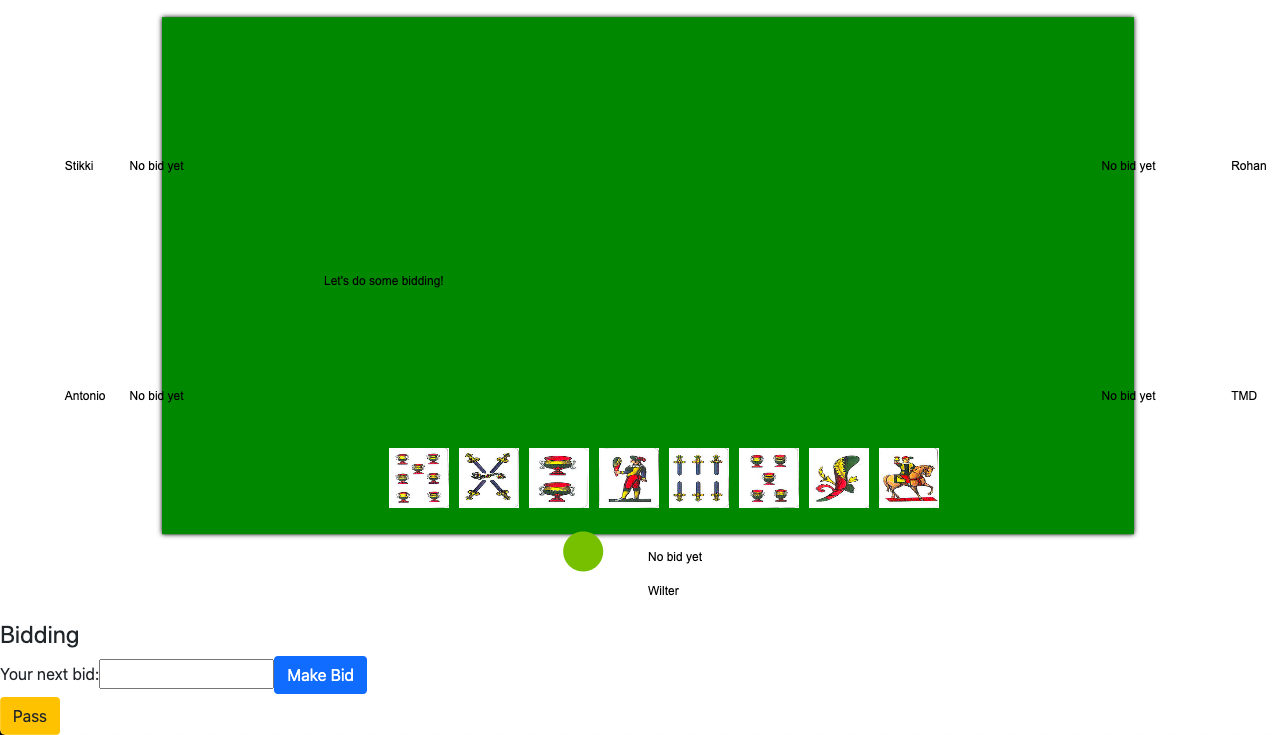 Stikki No bid yet No bid yet Rohan
Let's do some bidding!
Antonio No bid yet No bid yet TMD
No bid yet
Wilter
Bidding
Your next bid: Make Bid
Pass